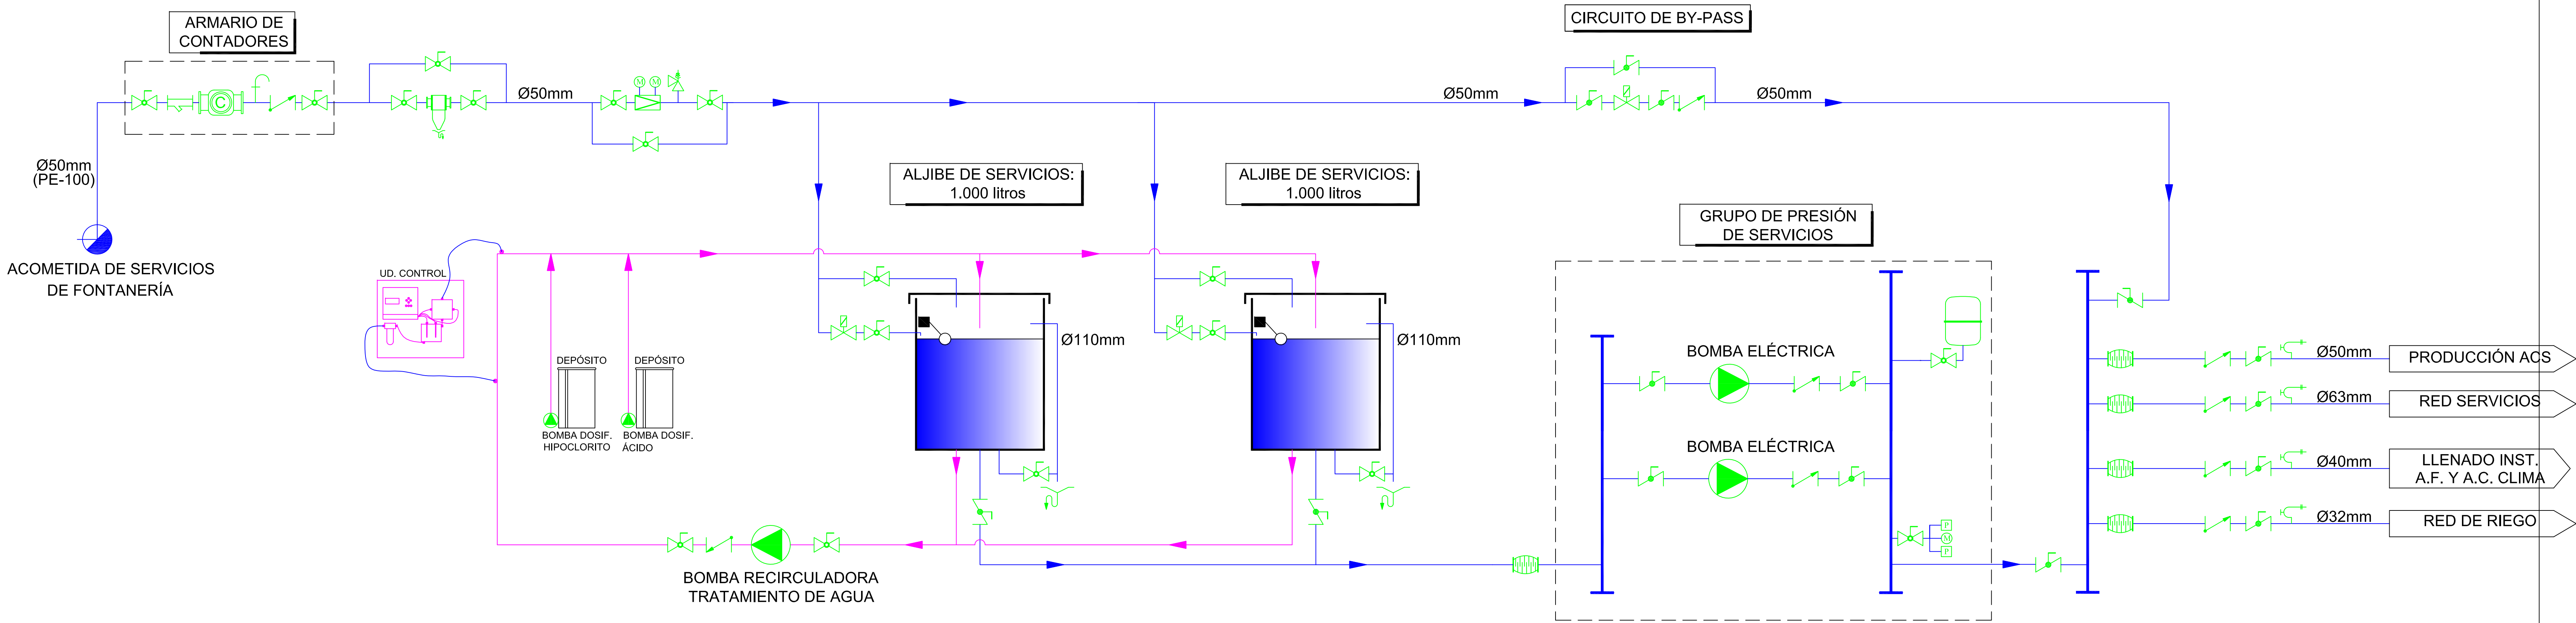 ARMARIO DE
CONTADORES
CIRCUITO DE BY-PASS
C
M M
Ø50mm
Ø50mm
Ø50mm
Ø50mm
(PE-100)
ACOMETIDA DE SERVICIOS
DE FONTANERÍA
ALJIBE DE SERVICIOS:
1.000 litros
ALJIBE DE SERVICIOS:
1.000 litros
GRUPO DE PRESIÓN
DE SERVICIOS
UD. CONTROL
DEPÓSITO
DEPÓSITO
BOMBA DOSIF.
HIPOCLORITO
BOMBA DOSIF.
ÁCIDO
Ø110mm
Ø110mm
BOMBA ELÉCTRICA
BOMBA ELÉCTRICA
P
M
P
Ø50mm
PRODUCCIÓN ACS
Ø63mm
RED SERVICIOS
Ø40mm
LLENADO INST.
A.F. Y A.C. CLIMA
Ø32mm
RED DE RIEGO
BOMBA RECIRCULADORA
TRATAMIENTO DE AGUA